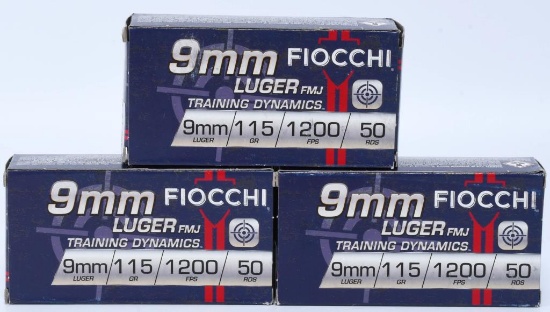 9mm FIOCCHI
LUGER FMJ
TRAINING DYNAMICS
9mm/115/1200/50
LUGER GR FPS RDS
9mm FIOCCHI
LUGER FMJ
TRAINING DYNAMICS
9mm/115/1200/50
LUGER GR FPS RDS
9mm FIOCCHI
LUGER FMJ
TRAINING DYNAMICS
9mm/115/1200/50
LUGER GR FPS RDS